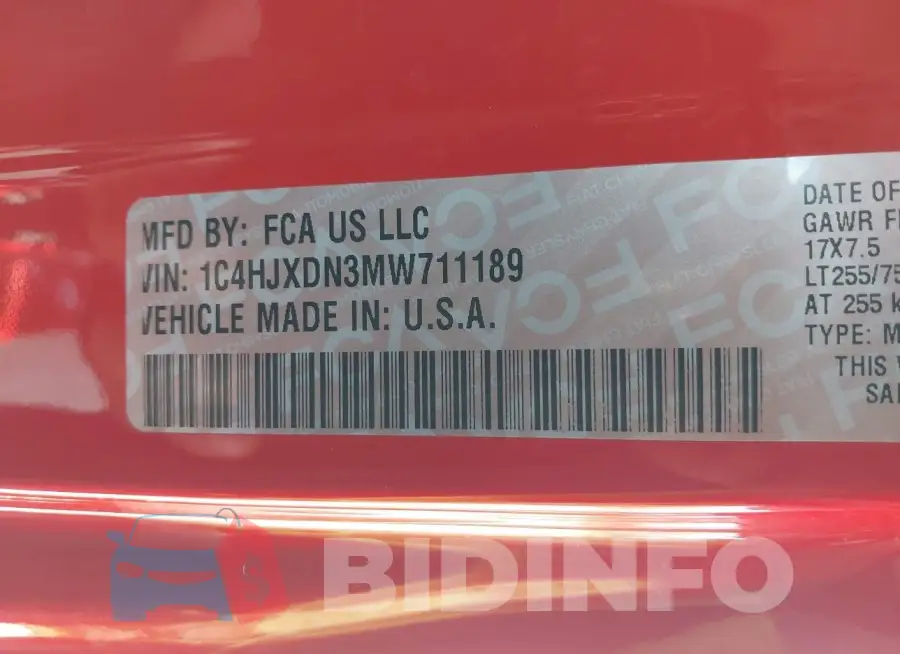 MFD BY: FCA US LLC
VIN: 1C4HJXDN3MW711189
VEHICLE MADE IN: U.S.A.
DATE OF
GAWR
17X7.5
LT255/75
AT 255
TYPE:
THIS
BIDINFO